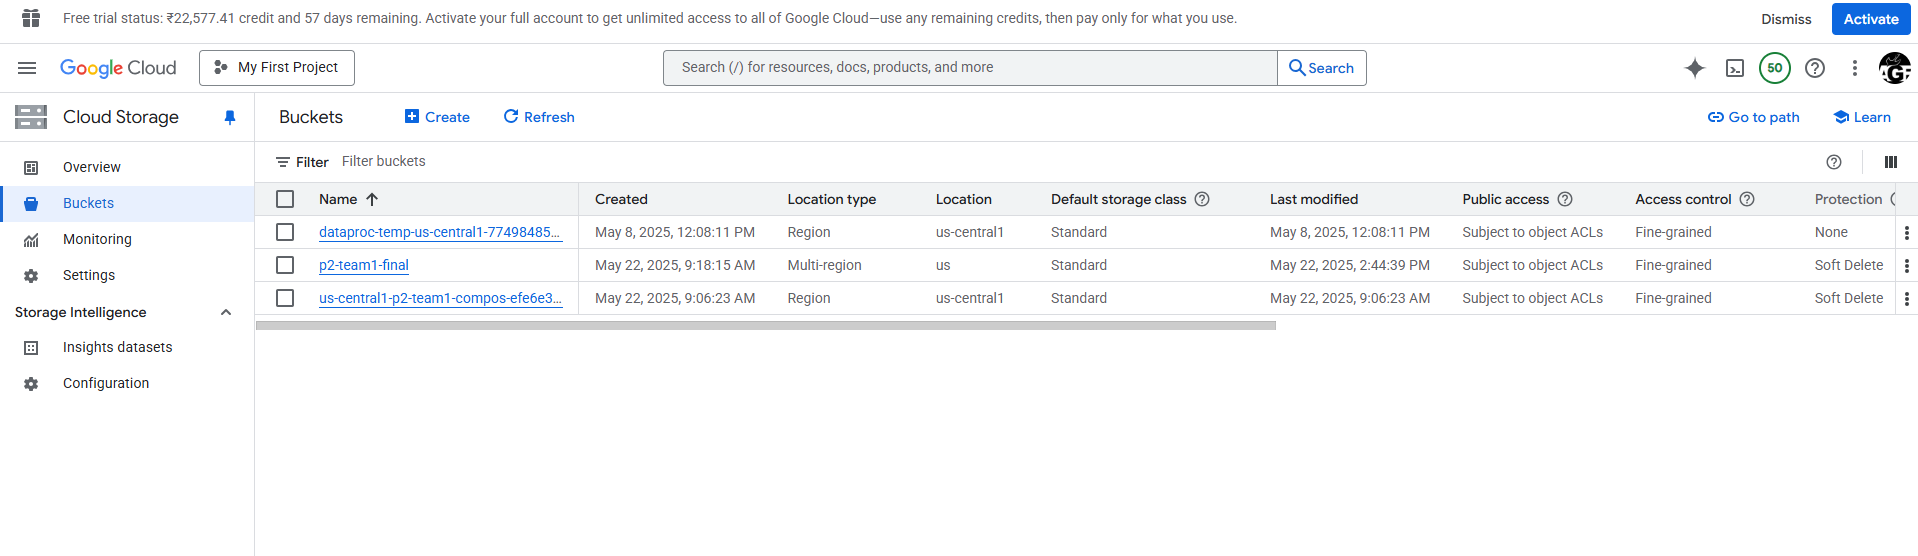 Free trial status: ₹22,577.41 credit and 57 days remaining. Activate your full account to get unlimited access to all of Google Cloud—use any remaining credits, then pay only for what you use.
Dismiss
Activate
Google Cloud
My First Project
Search (/) for resources, docs, products, and more
Search
50
Cloud Storage
Buckets
Create
Refresh
Go to path
Learn
Overview
Buckets
Monitoring
Settings
Storage Intelligence
Insights datasets
Configuration
Filter Filter buckets
Name Created Location type Location Default storage class Last modified Public access Access control Protection
dataproc-temp-us-central1-77498485... May 8, 2025, 12:08:11 PM Region us-central1 Standard May 8, 2025, 12:08:11 PM Subject to object ACLs Fine-grained None
p2-team1-final May 22, 2025, 9:18:15 AM Multi-region us Standard May 22, 2025, 2:44:39 PM Subject to object ACLs Fine-grained Soft Delete
us-central1-p2-team1-compos-efe6e3... May 22, 2025, 9:06:23 AM Region us-central1 Standard May 22, 2025, 9:06:23 AM Subject to object ACLs Fine-grained Soft Delete